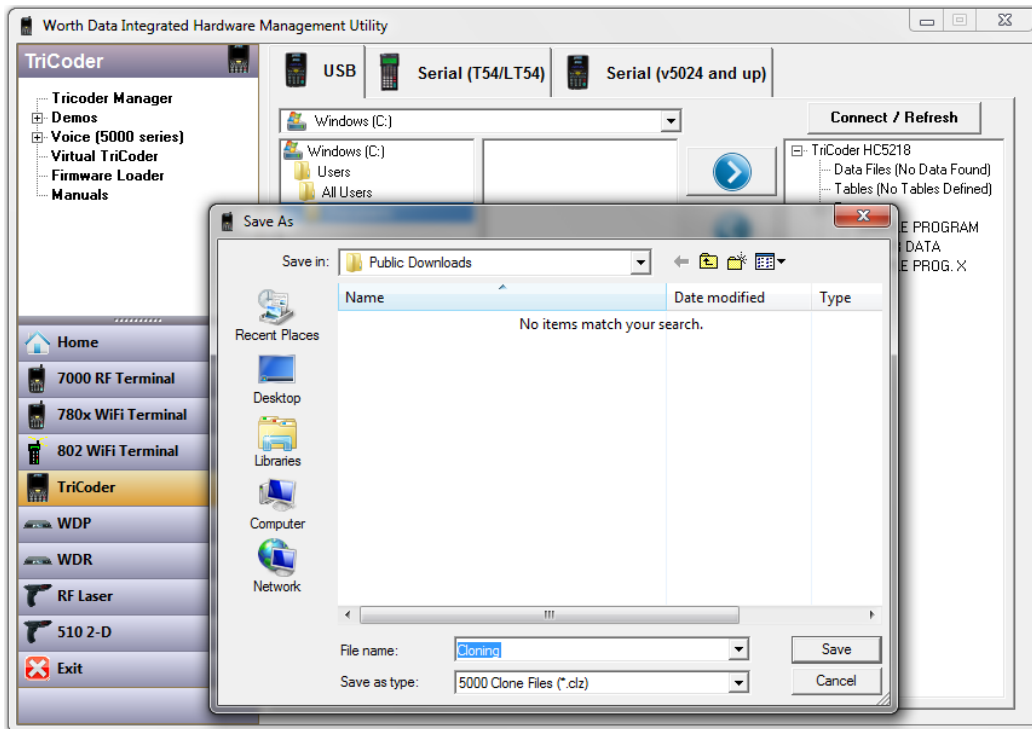 Worth Data Integrated Hardware Management Utility
TriCoder
Tricoder Manager
Demos
Voice (5000 series)
Virtual TriCoder
Firmware Loader
Manuals
Home
7000 RF Terminal
780x WiFi Terminal
802 WiFi Terminal
TriCoder
WDP
WDR
RF Laser
510 2-D
Exit
USB
Serial (T54/LT54)
Serial (v5024 and up)
Windows (C:)
Windows (C:)
Users
All Users
Connect / Refresh
TriCoder HC5218
Data Files (No Data Found)
Tables (No Tables Defined)
E PROGRAM
DATA
E PROG. X
Save As
Save in:
Public Downloads
Name
Date modified
Type
No items match your search.
Recent Places
Desktop
Libraries
Computer
Network
File name:
Cloning
Save
Save as type:
5000 Clone Files (*.clz)
Cancel